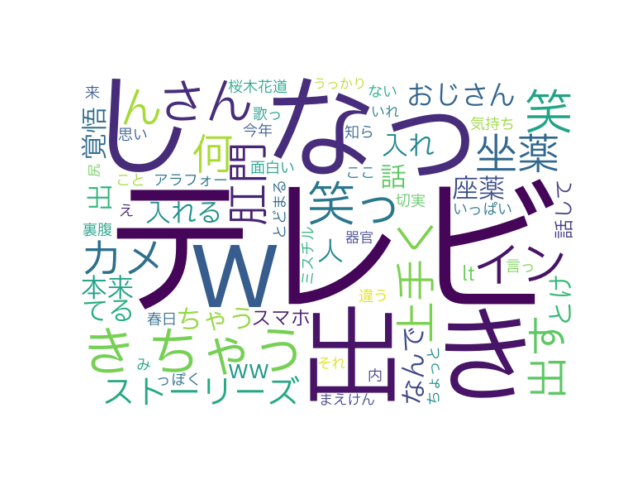 来
桜木花道
うっかり
ない
おじさん
笑
しさん
なっ
ん
歌っ
いれ
気持ち
覚悟
思い
何
今年
知ら
入れ
坐薬
肛門
面白い
ここ
尻
こと
アラフォー
話
座薬
話して
出
え
入れる
とどまる
笑っ
切実
いっぱい
テレビ
裏腹
カメ
w
ミスチル
器官
人
上手く
lt
イン
言っ
本来
てる
ちゃう
春日
スマホ
出
違う
なんで
き
出す
とけ
きちゃう
み
っぽく
ww
それ
内
ちょっと
ストーリーズ
まえけん